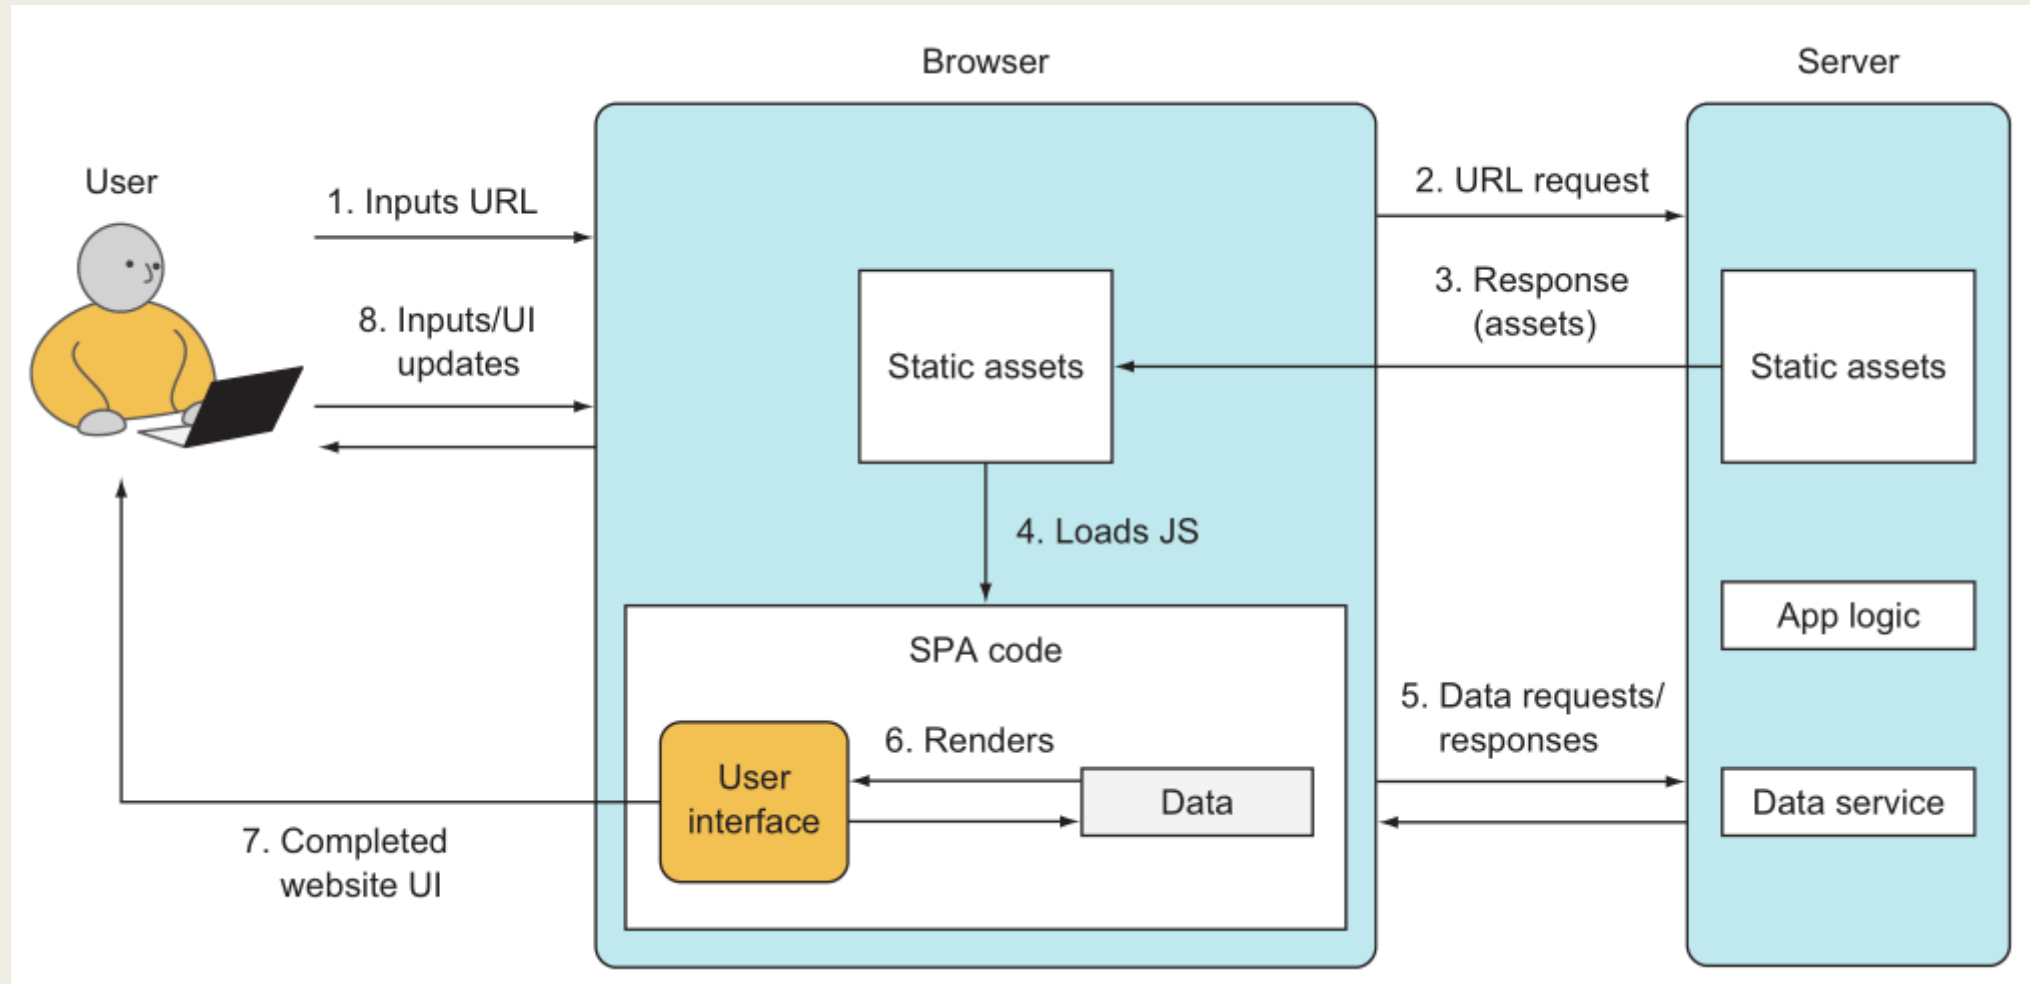 Browser
Server
User
1. Inputs URL
2. URL request
3. Response
(assets)
8. Inputs/UI
updates
Static assets
Static assets
4. Loads JS
App logic
SPA code
5. Data requests/
responses
6. Renders
User
interface
Data
Data service
7. Completed
website UI